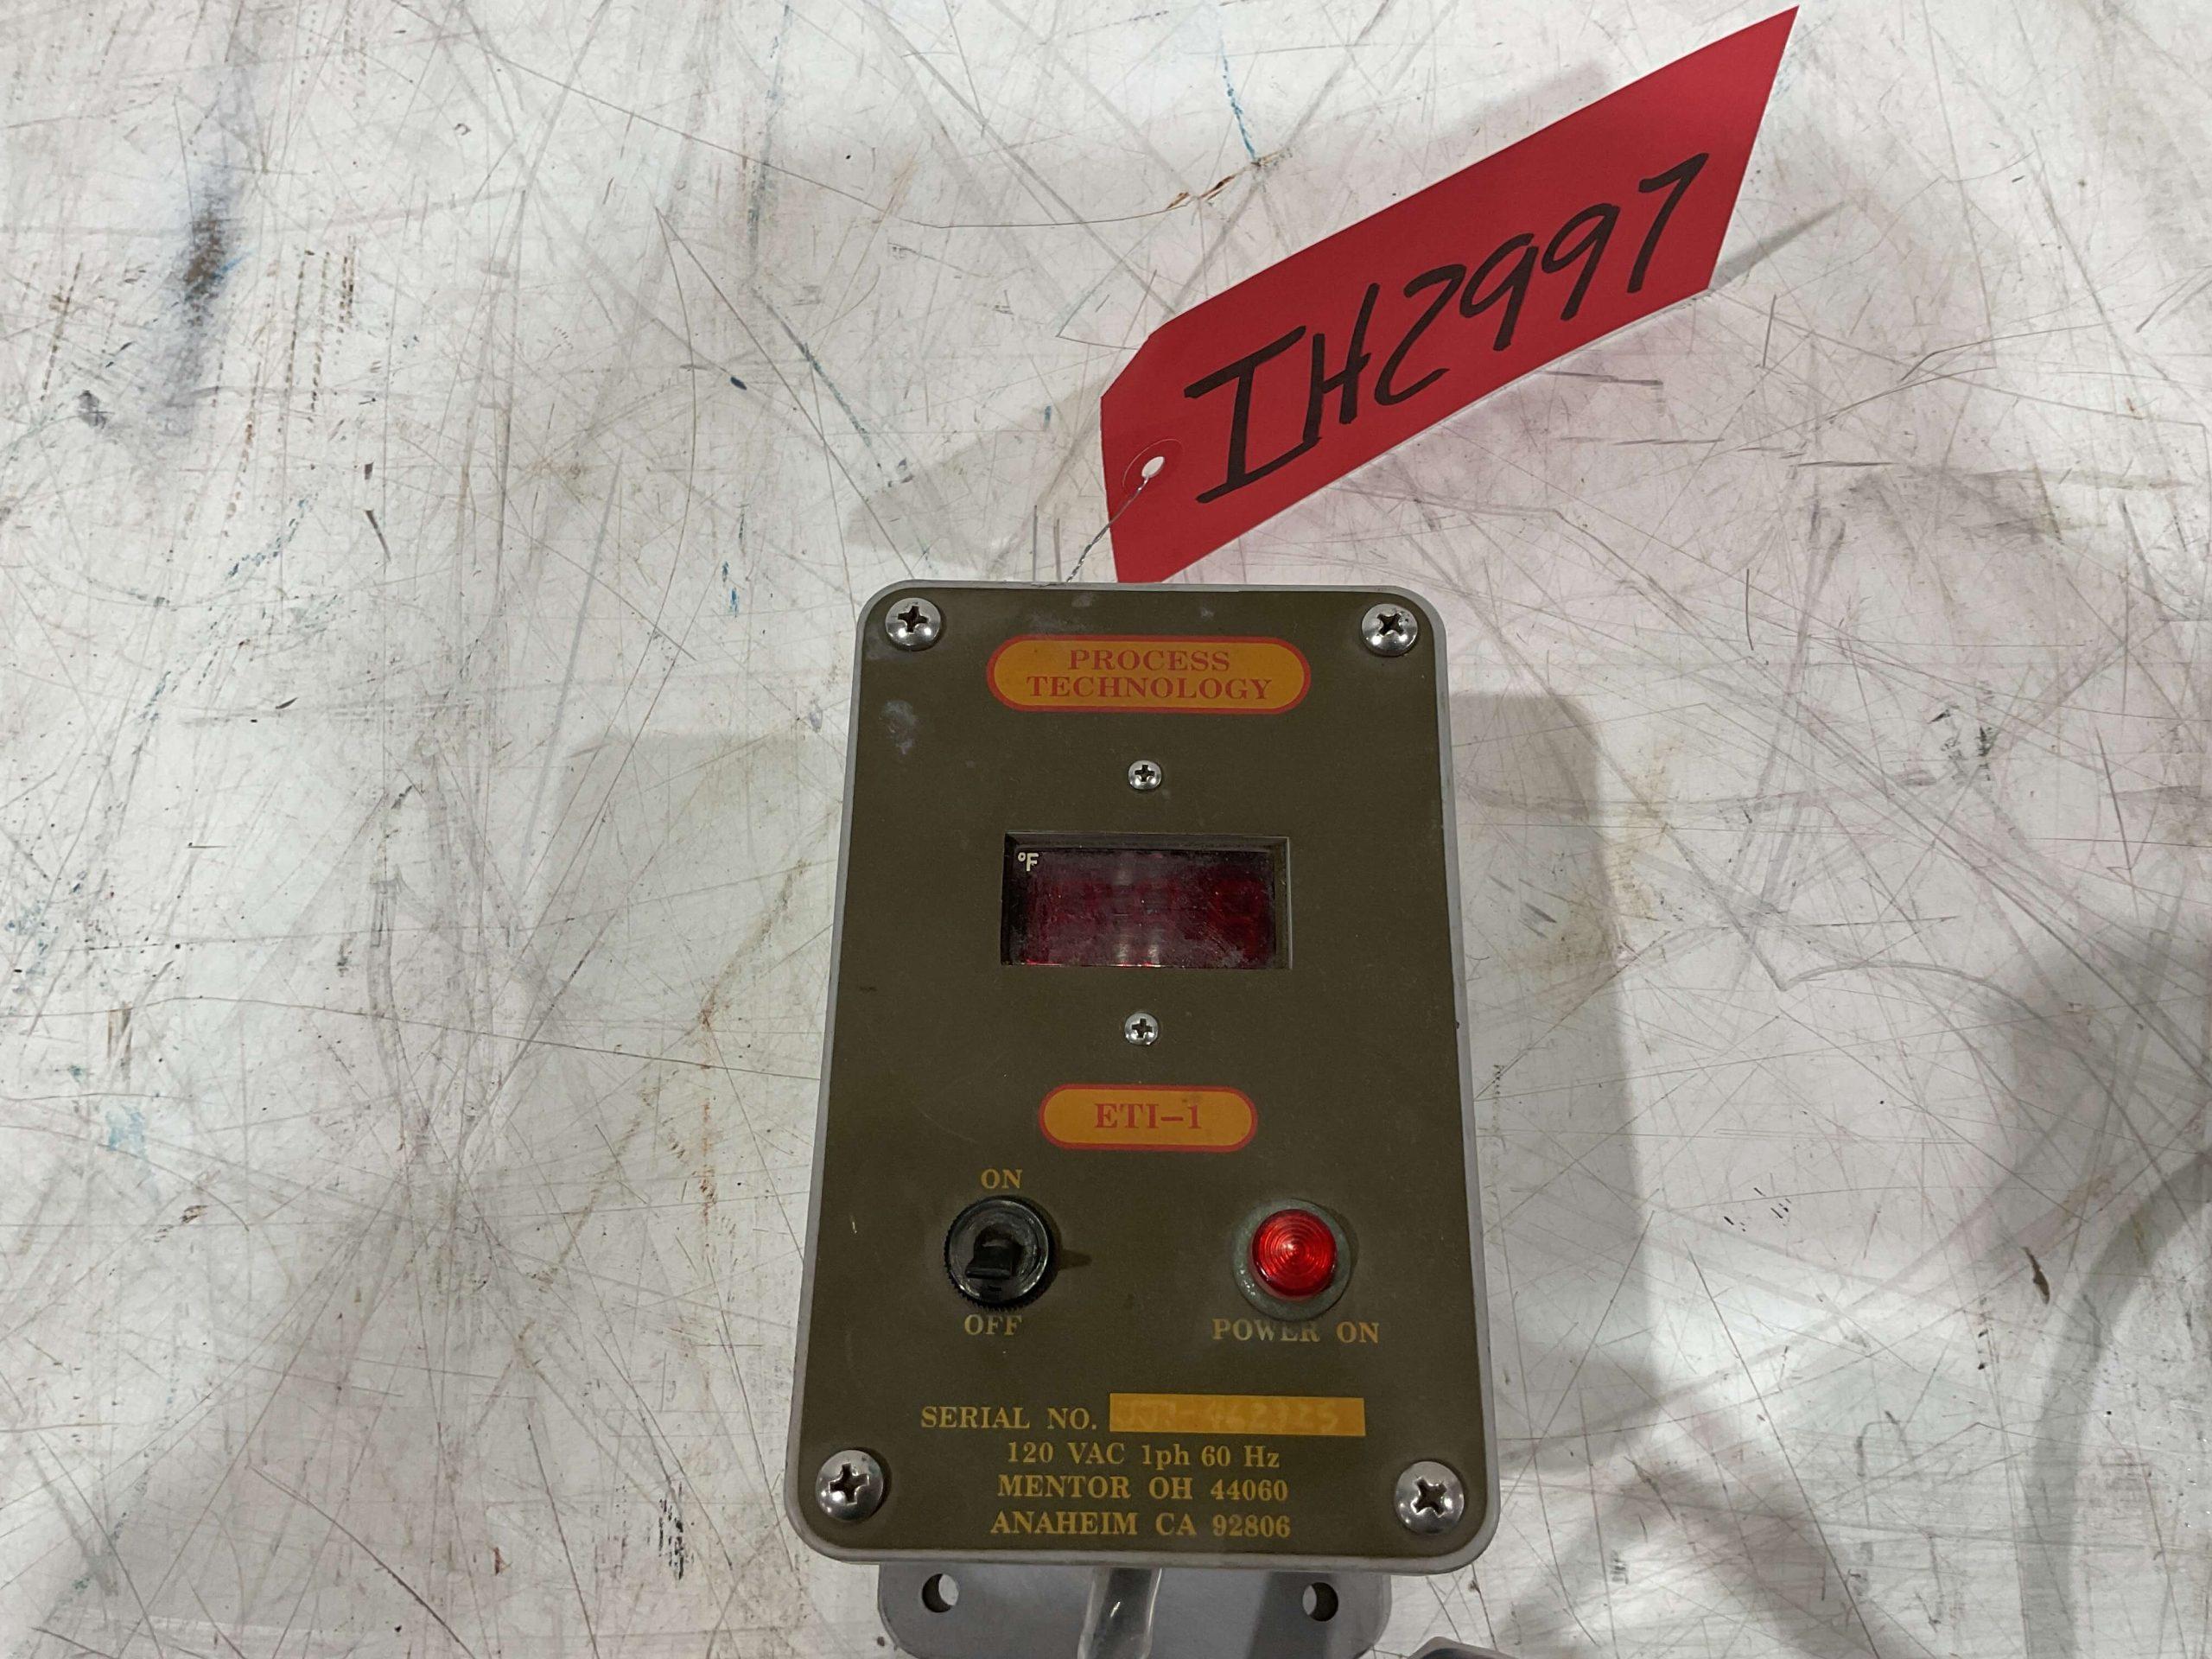 IH2997
PROCESS
TECHNOLOGY
°F
ETI-1
ON
OFF
POWER ON
SERIAL NO.
120 VAC 1ph 60 Hz
MENTOR OH 44060
ANAHEIM CA 92806